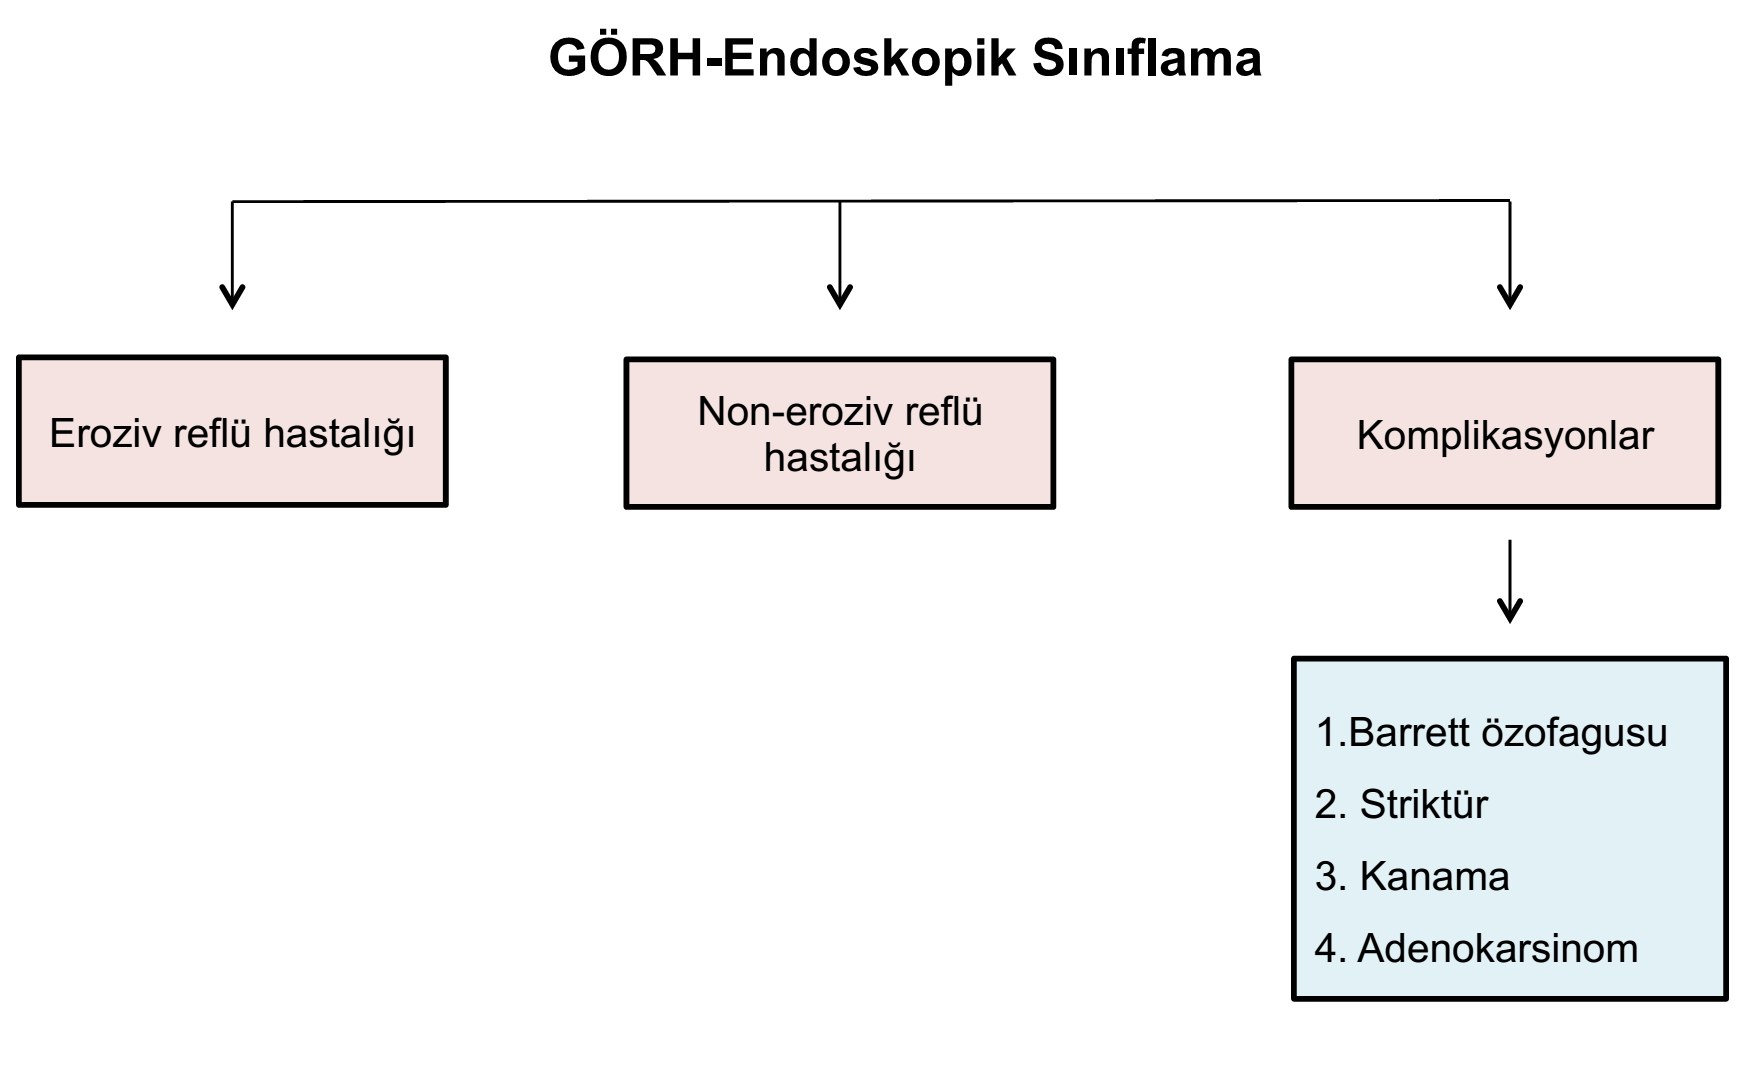 GÖRH-Endoskopik Sınıflama
Eroziv reflü hastalığı
Non-eroziv reflü
hastalığı
Komplikasyonlar
1.Barrett özofagusu
2. Striktür
3. Kanama
4. Adenokarsinom